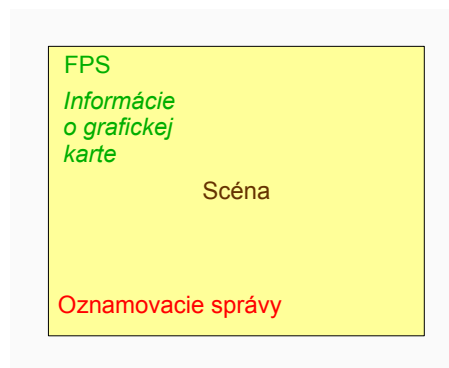 FPS
Informácie
o grafickej
karte
Scéna
Oznamovacie správy